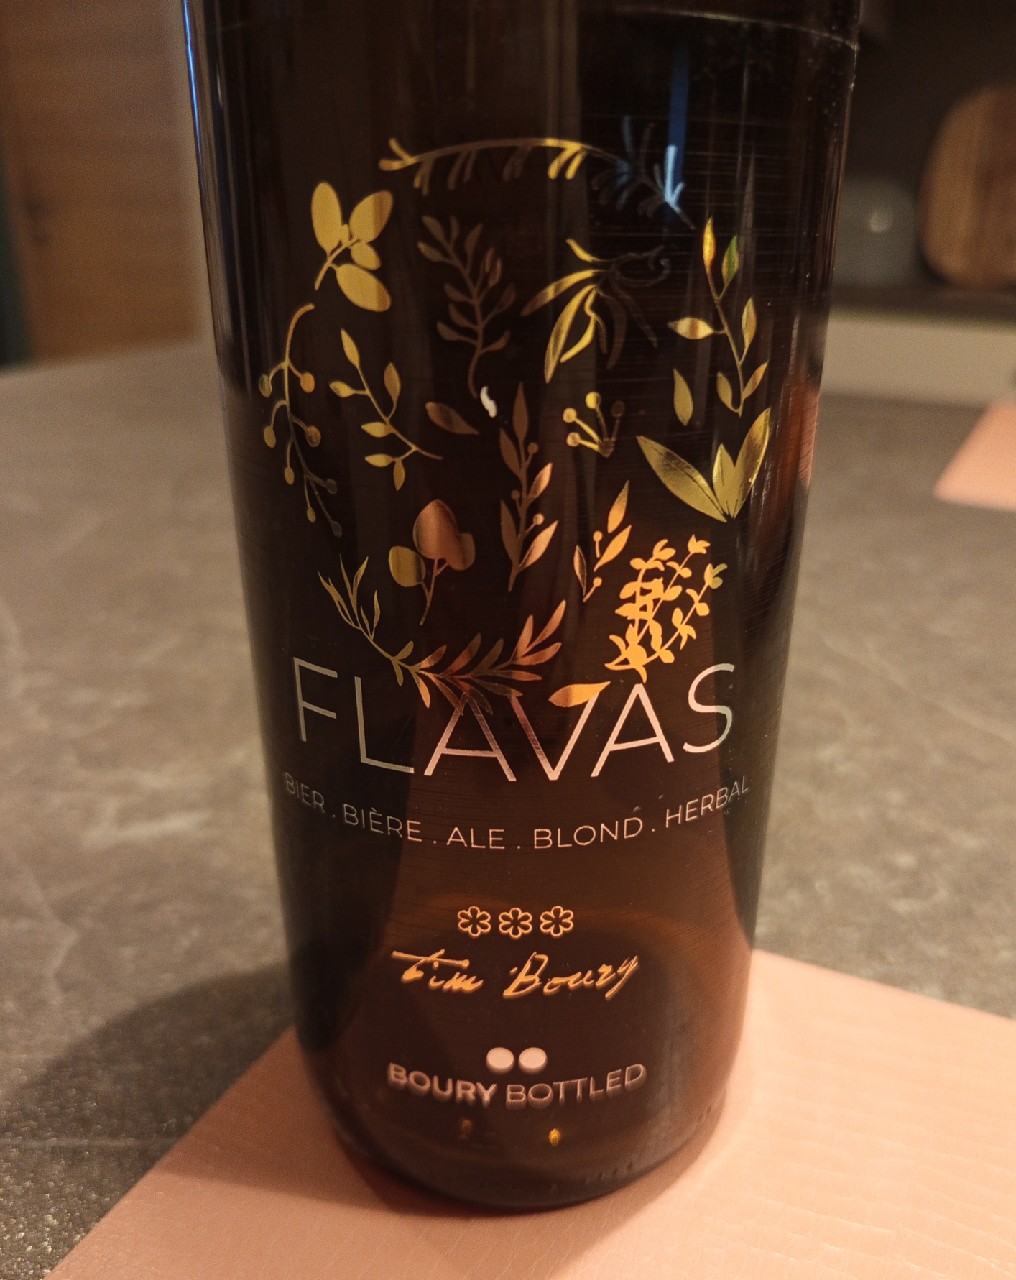 FLAVAS
BIER . BIÈRE . ALE . BLOND . HERBAL
Tim Boury
BOURY BOTTLED